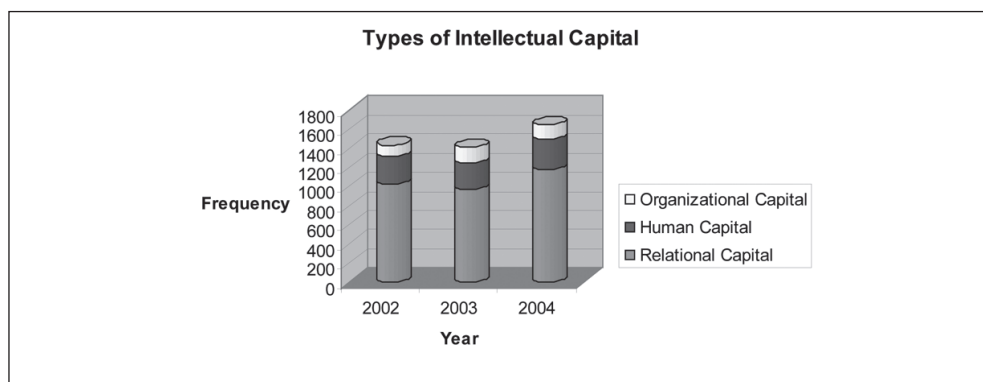 Types of Intellectual Capital
1800
1600
1400
1200
1000
800
600
400
200
0
Frequency
2002 2003 2004
Year
Organizational Capital
Human Capital
Relational Capital